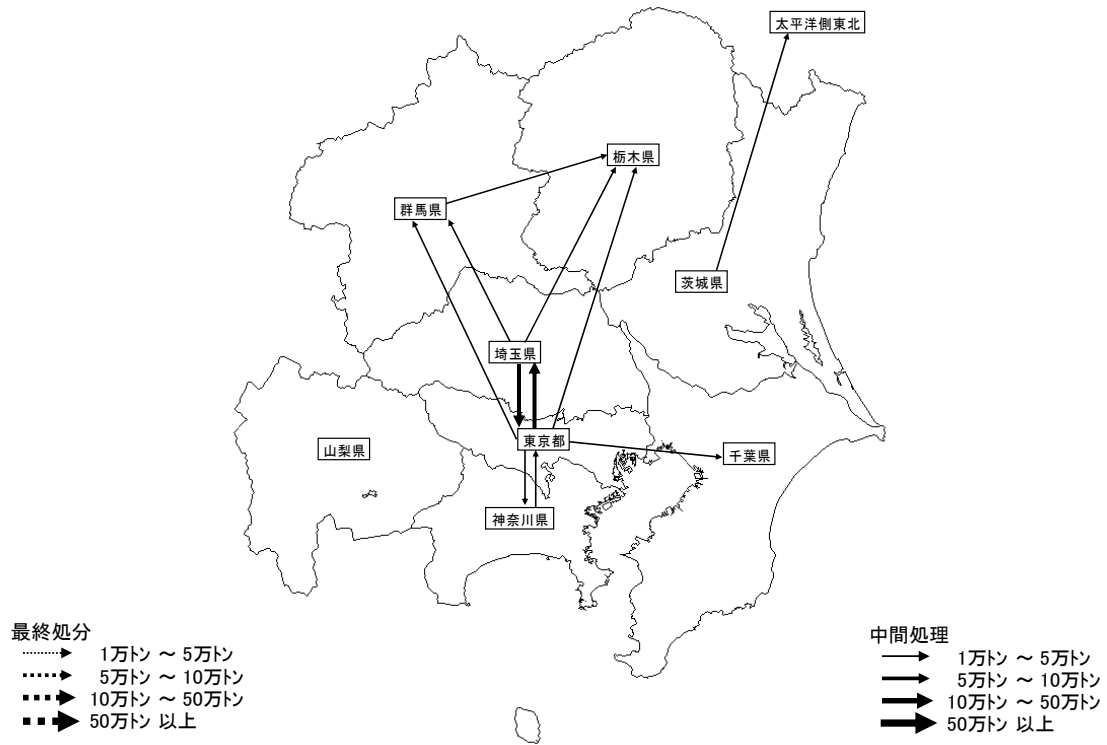 太平洋側東北
栃木県
群馬県
茨城県
埼玉県
東京都
山梨県
千葉県
神奈川県
最終処分
1万トン ～ 5万トン
5万トン ～ 10万トン
10万トン ～ 50万トン
50万トン 以上
中間処理
1万トン ～ 5万トン
5万トン ～ 10万トン
10万トン ～ 50万トン
50万トン 以上